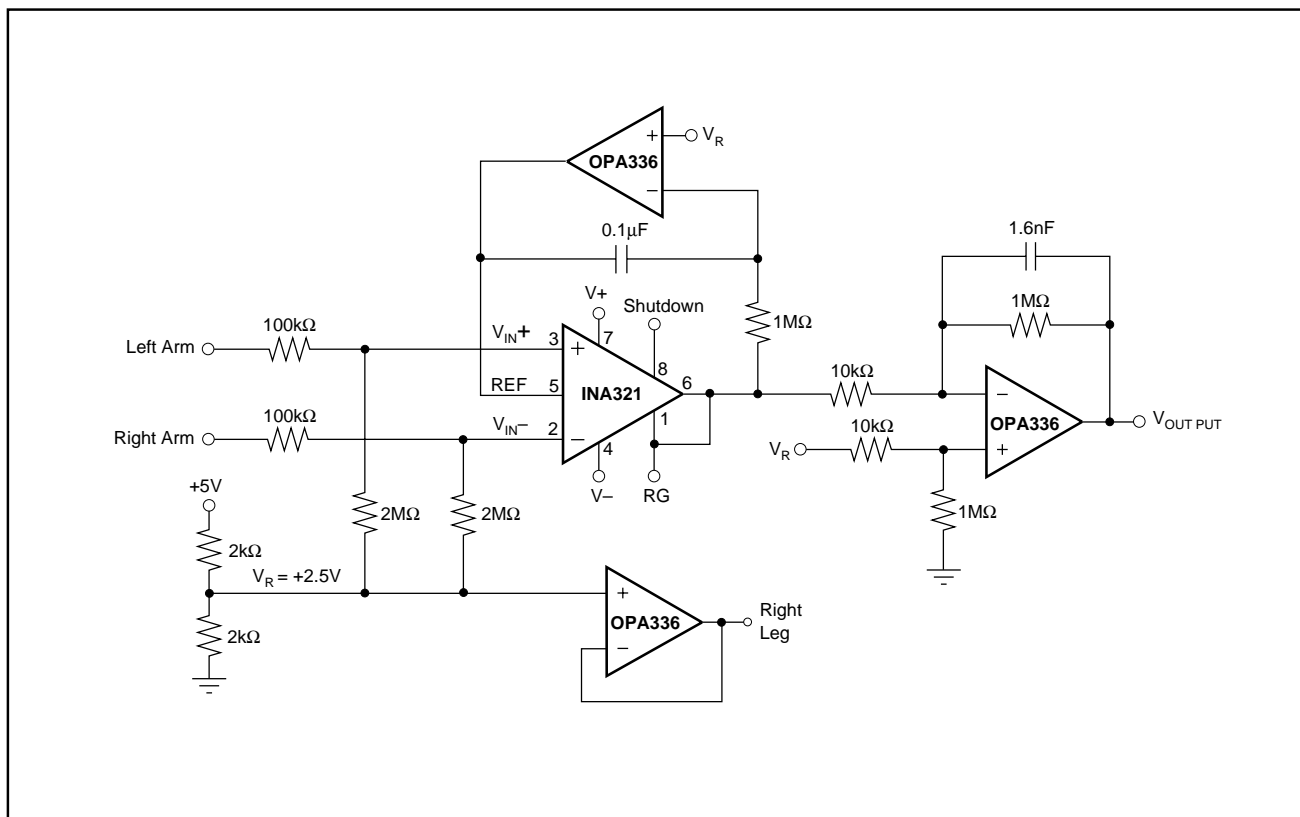 +
V_R
OPA336
−
0.1μF
1.6nF
V+
Shutdown
1MΩ
1MΩ
100kΩ
V_IN+
3
+
7
Left Arm
8
10kΩ
REF
5
INA321
6
−
100kΩ
OPA336
V_OUT PUT
V_IN−
1
10kΩ
Right Arm
2
−
4
V_R
+
+5V
V−
RG
2MΩ
2MΩ
1MΩ
2kΩ
V_R = +2.5V
+
Right
Leg
2kΩ
OPA336
−